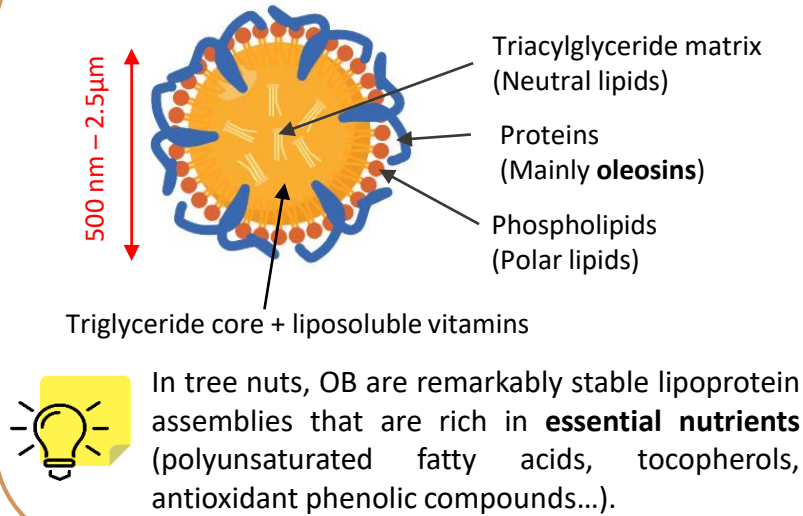 500 nm – 2.5µm
Triacylglyceride matrix
(Neutral lipids)
Proteins
(Mainly oleosins)
Phospholipids
(Polar lipids)
Triglyceride core + liposoluble vitamins
In tree nuts, OB are remarkably stable lipoprotein
assemblies that are rich in essential nutrients
(polyunsaturated fatty acids, tocopherols,
antioxidant phenolic compounds…).